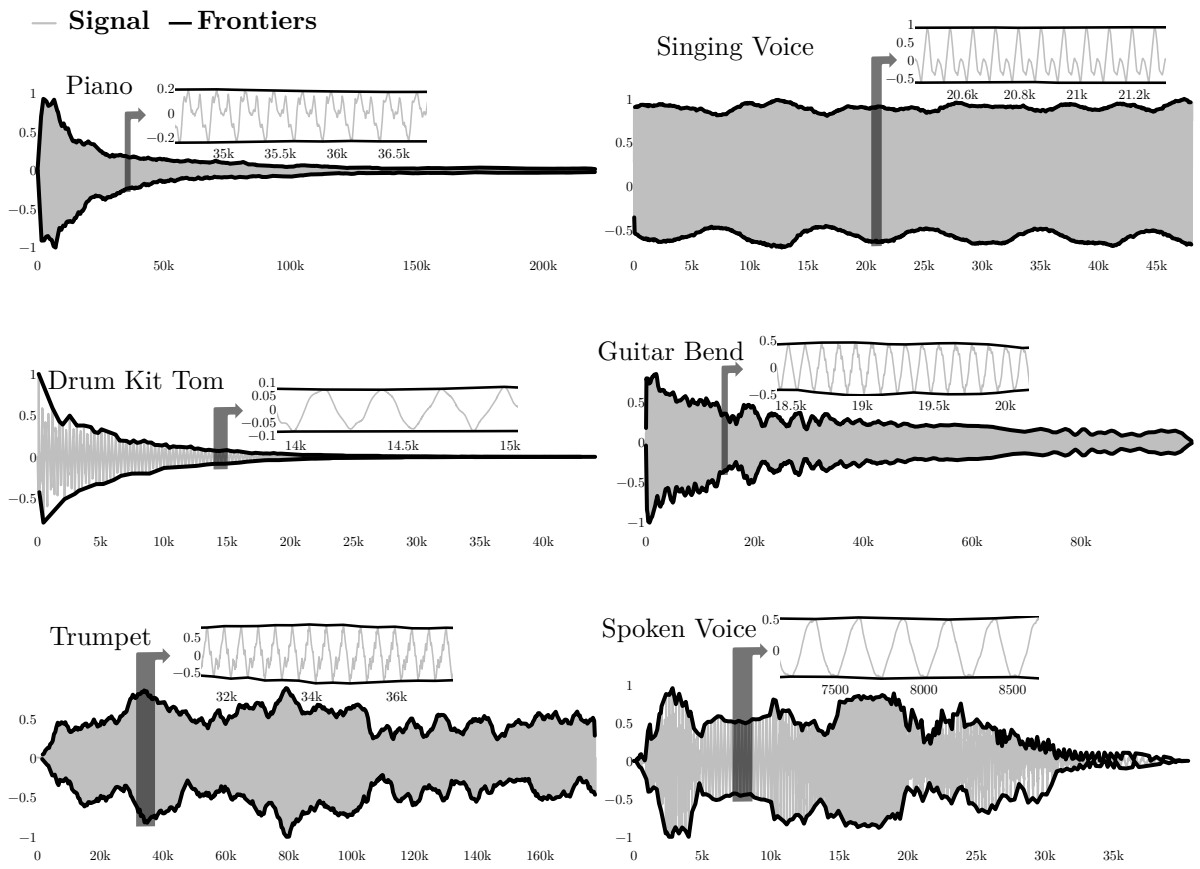 Signal Frontiers
Piano
0.2
0
−0.2
35k 35.5k 36k 36.5k
1
0.5
0
−0.5
−1
0 50k 100k 150k 200k
Singing Voice
1
0.5
0
−0.5
20.6k 20.8k 21k 21.2k
1
0.5
0
−0.5
0 5k 10k 15k 20k 25k 30k 35k 40k 45k
Drum Kit Tom
0.1
0.05
0
−0.05
−0.1
14k 14.5k 15k
1
0.5
0
−0.5
0 5k 10k 15k 20k 25k 30k 35k 40k
Guitar Bend
0.5
0
−0.5
18.5k 19k 19.5k 20k
0.5
0
−0.5
−1
0 20k 40k 60k 80k
Trumpet
0.5
0
−0.5
32k 34k 36k
0.5
0
−0.5
−1
0 20k 40k 60k 80k 100k 120k 140k 160k
Spoken Voice
0.5
0
7500 8000 8500
1
0.5
0
−0.5
−1
0 5k 10k 15k 20k 25k 30k 35k